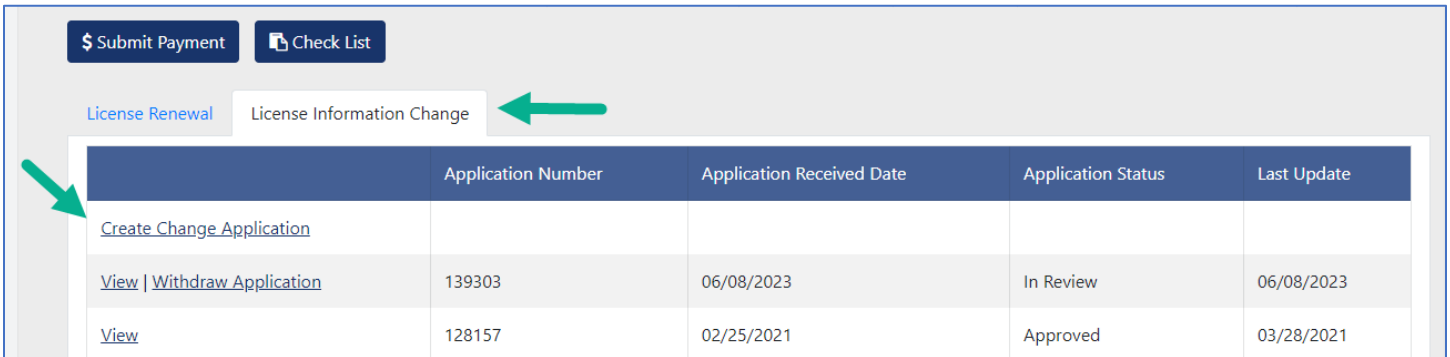 $ Submit Payment Check List
License Renewal License Information Change
Application Number Application Received Date Application Status Last Update
Create Change Application
View | Withdraw Application 139303 06/08/2023 In Review 06/08/2023
View 128157 02/25/2021 Approved 03/28/2021